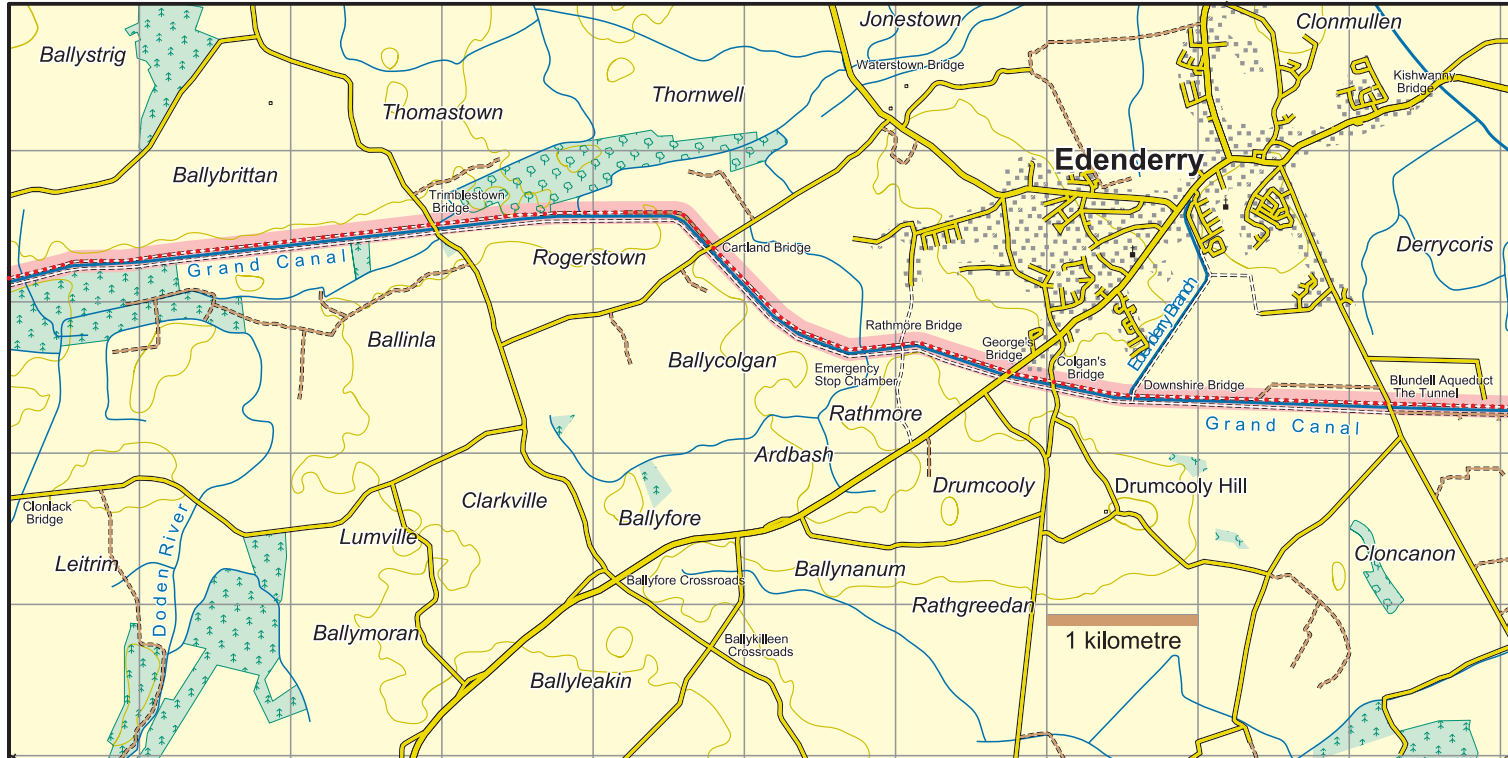 Jonestown
Clonmullen
Ballystrig
Waterstown Bridge
Kishwanny
Bridge
Thomastown
Thornwell
Edenderry
Ballybrittan
Trimblestown
Bridge
Cartland Bridge
Derrycoris
Rogerstown
Grand Canal
Edenderry Branch
Ballinla
Rathmore Bridge
George's
Bridge
Ballycolgan
Colgan's
Bridge
Emergency
Stop Chamber
Downshire Bridge
Blundell Aqueduct
The Tunnel
Rathmore
Grand Canal
Ardbash
Drumcooly
Drumcooly Hill
Clonlack
Bridge
Clarkville
Ballyfore
Lumville
Doden River
Leitrim
Cloncanon
Ballynanum
Ballyfore Crossroads
Rathgreedan
Ballymoran
Ballykilleen
Crossroads
1 kilometre
Ballyleakin